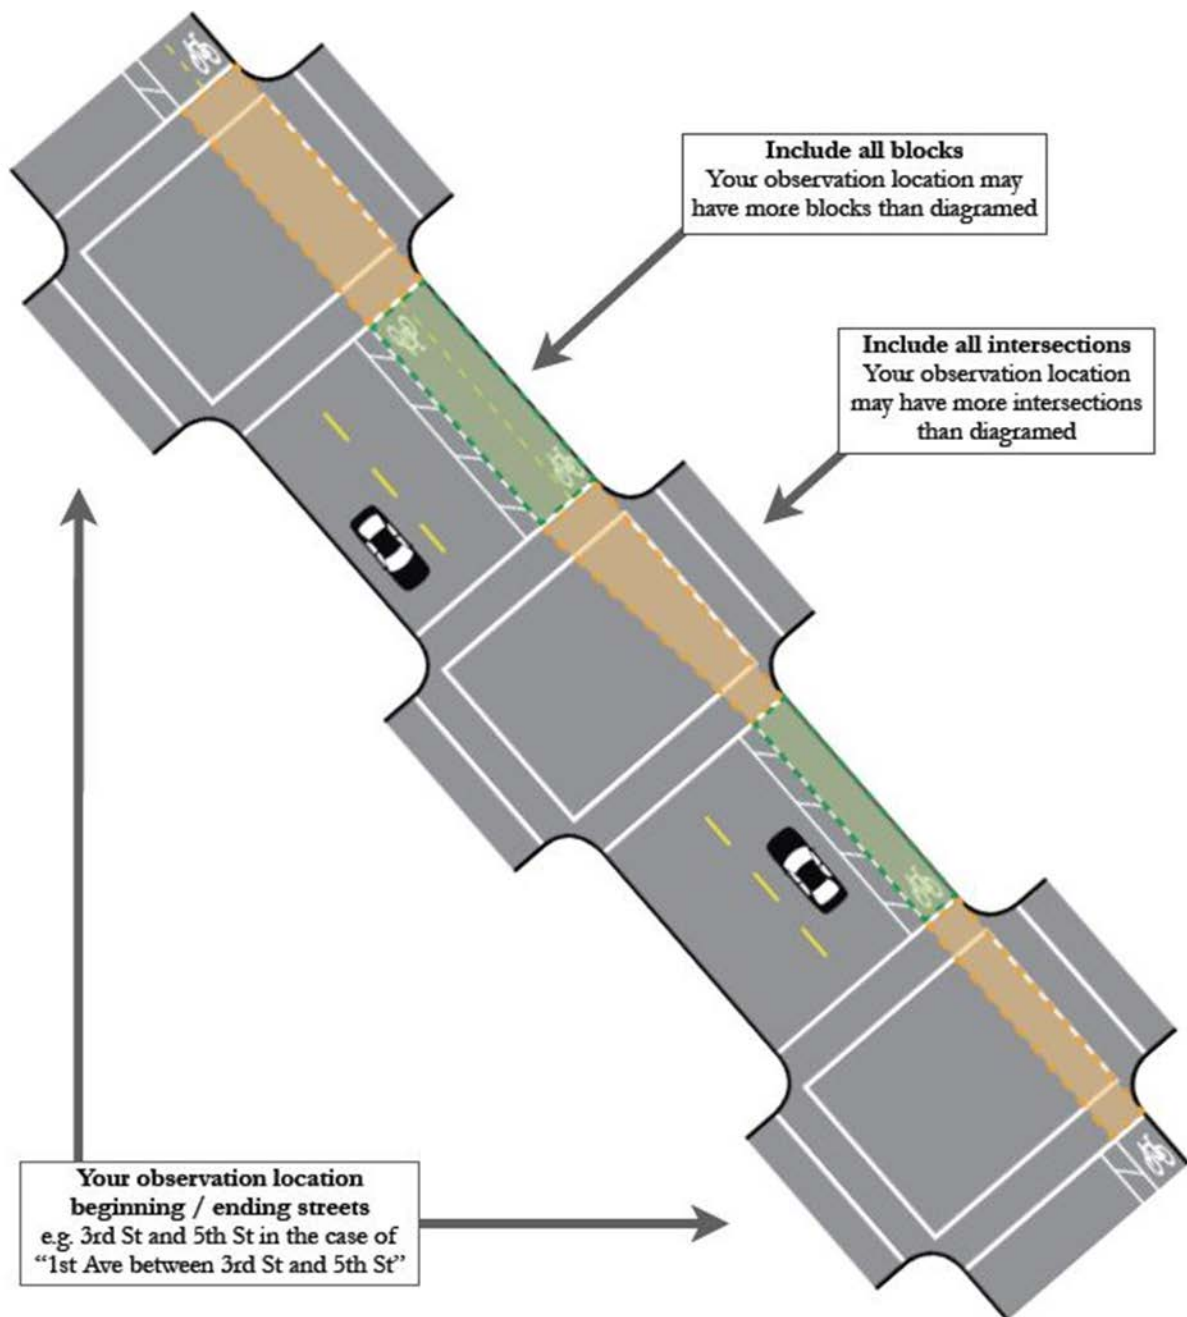 Include all blocks
Your observation location may
have more blocks than diagramed
Include all intersections
Your observation location
may have more intersections
than diagramed
Your observation location
beginning / ending streets
e.g. 3rd St and 5th St in the case of
“1st Ave between 3rd St and 5th St”